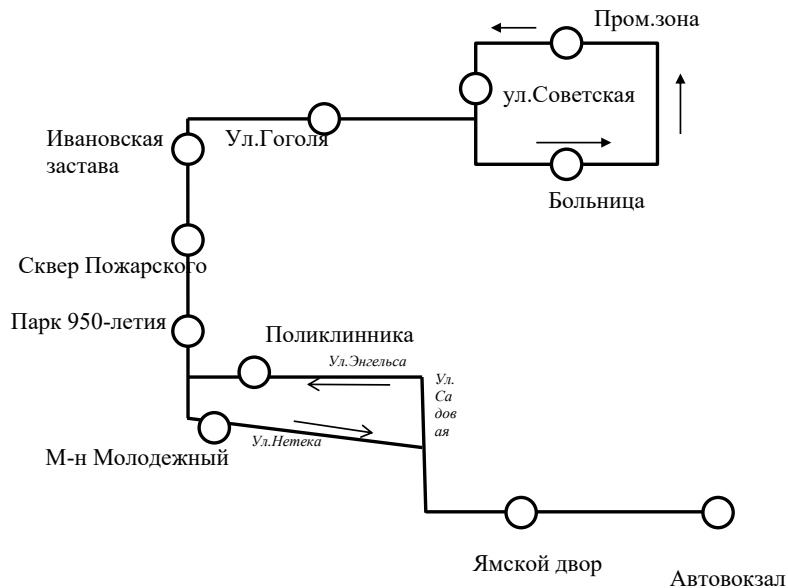 Пром.зона
ул.Советская
Ивановская
застава
Ул.Гоголя
Больница
Сквер Пожарского
Парк 950-летия
Поликлинника
Ул.Энгельса
Ул.
Са
дов
ая
Ул.Нетека
М-н Молодежный
Ямской двор
Автовокзал